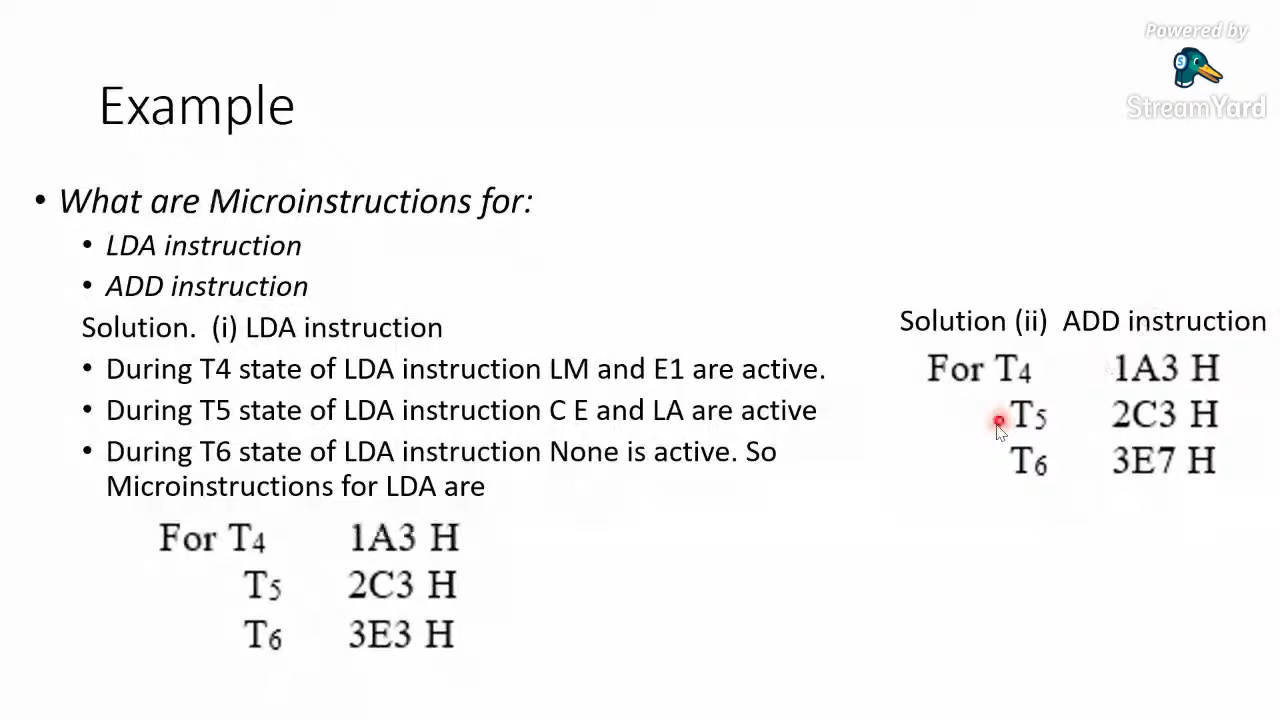 Powered by
StreamYard
Example
• What are Microinstructions for:
• LDA instruction
• ADD instruction
Solution. (i) LDA instruction
• During T4 state of LDA instruction LM and E1 are active.
• During T5 state of LDA instruction C E and LA are active
• During T6 state of LDA instruction None is active. So
Microinstructions for LDA are
For T4 1A3 H
T5 2C3 H
T6 3E3 H
Solution (ii) ADD instruction
For T4 1A3 H
T5 2C3 H
T6 3E7 H